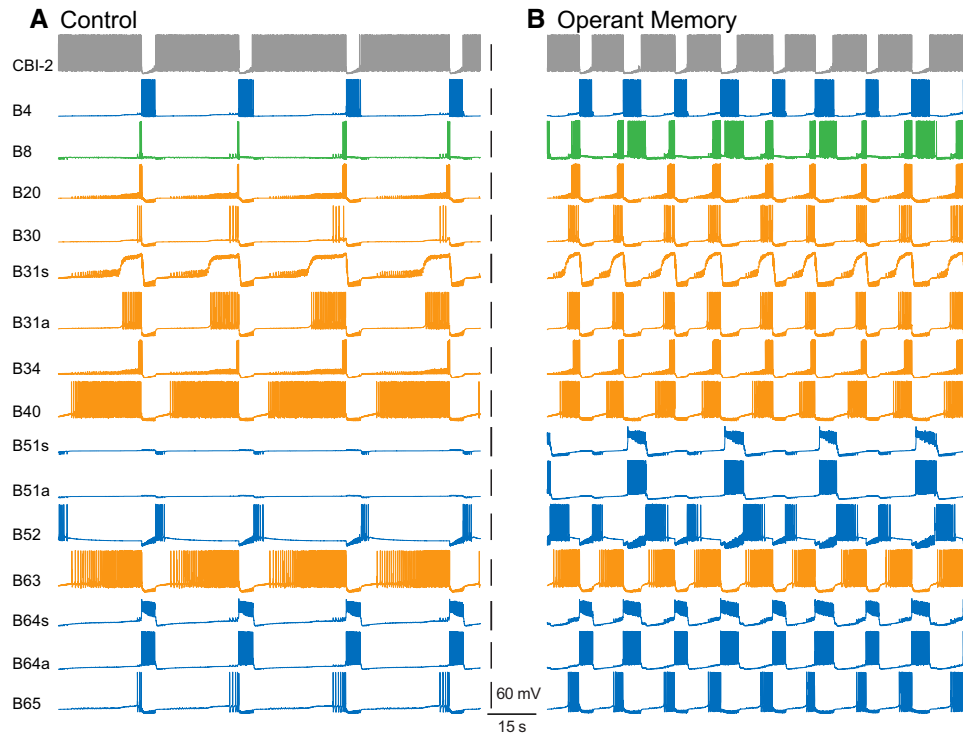 A Control
B Operant Memory
CBI-2
B4
B8
B20
B30
B31s
B31a
B34
B40
B51s
B51a
B52
B63
B64s
B64a
B65
60 mV
15 s